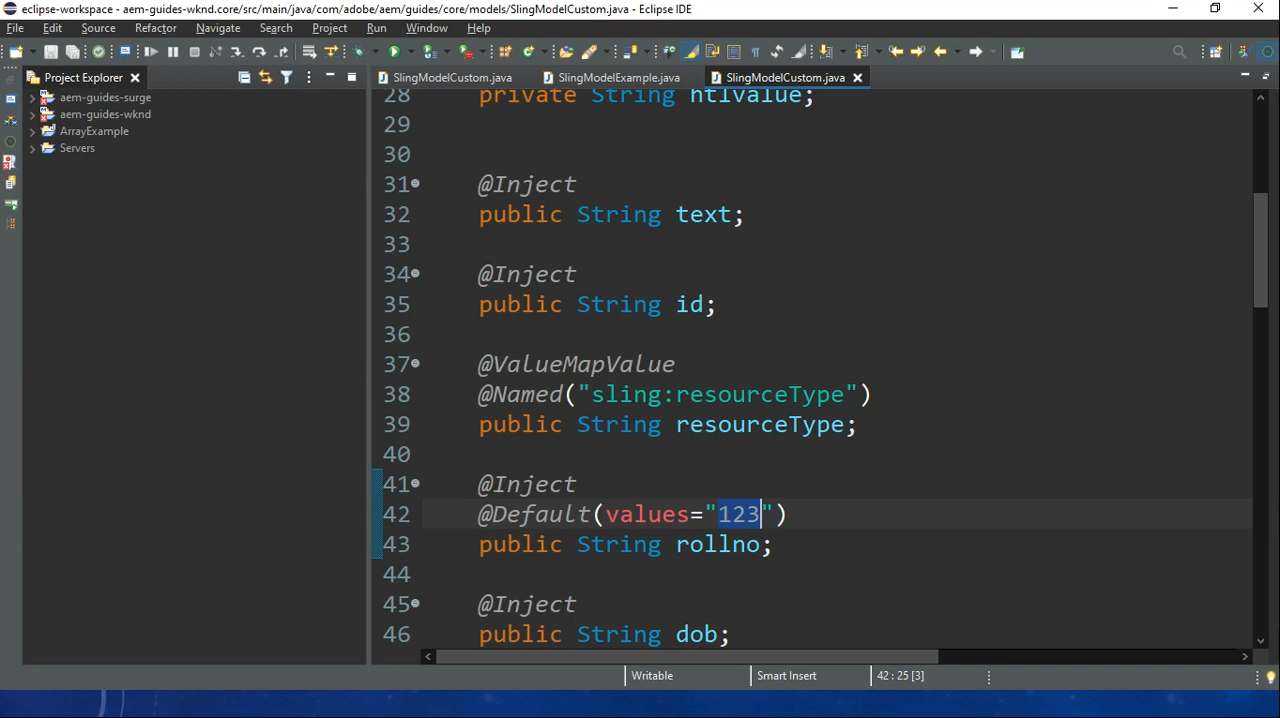 eclipse-workspace - aem-guides-wknd.core/src/main/java/com/adobe/aem/guides/core/models/SlingModelCustom.java - Eclipse IDE
File Edit Source Refactor Navigate Search Project Run Window Help
Project Explorer
SlingModelCustom.java SlingModelExample.java SlingModelCustom.java
aem-guides-surge
aem-guides-wknd
ArrayExample
Servers
28 private String htlvalue;
29
30
31 @Inject
32 public String text;
33
34 @Inject
35 public String id;
36
37 @ValueMapValue
38 @Named("sling:resourceType")
39 public String resourceType;
40
41 @Inject
42 @Default(values="123")
43 public String rollno;
44
45 @Inject
46 public String dob;
Writable Smart Insert 42 : 25 [3]